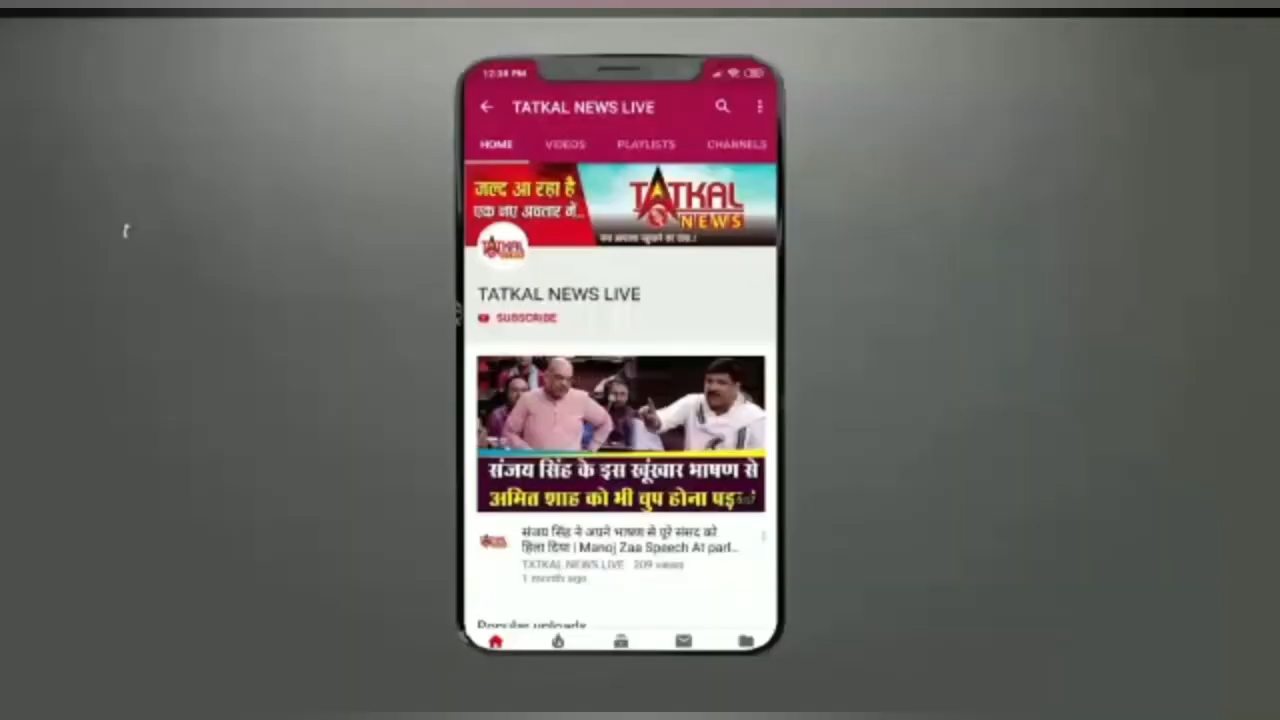 12:38 PM
TATKAL NEWS LIVE
HOME VIDEOS PLAYLISTS CHANNELS
जल्द आ रहा है
एक नए अवतार में...
TATKAL
NEWS
TATKAL
t
TATKAL NEWS LIVE
SUBSCRIBE
संजय सिंह के इस खूंखार भाषण से
अमित शाह को भी चुप होना पड़
संजय सिंह ने अपने भाषण से पूरे संसद को
हिला दिया | Manoj Zaa Speech At parl...
TATKAL NEWS LIVE 209 views
1 month ago
Popular uploads